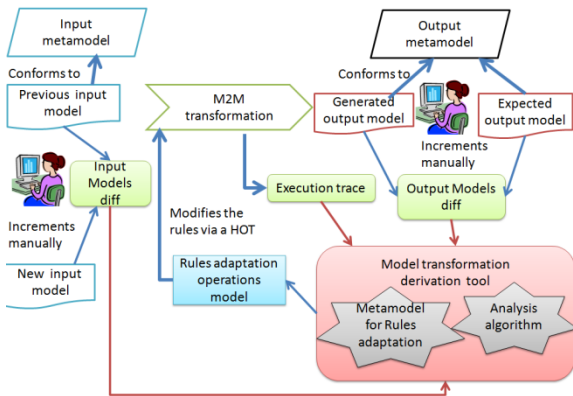 Input
metamodel
Output
metamodel
Conforms to
Previous input
model
M2M
transformation
Conforms to
Generated
output model
Expected
output model
Increments
manually
Input
Models
diff
Execution trace
Output Models
diff
Increments
manually
New input
model
Modifies the
rules via a HOT
Rules adaptation
operations
model
Model transformation
derivation tool
Metamodel
for Rules
adaptation
Analysis
algorithm